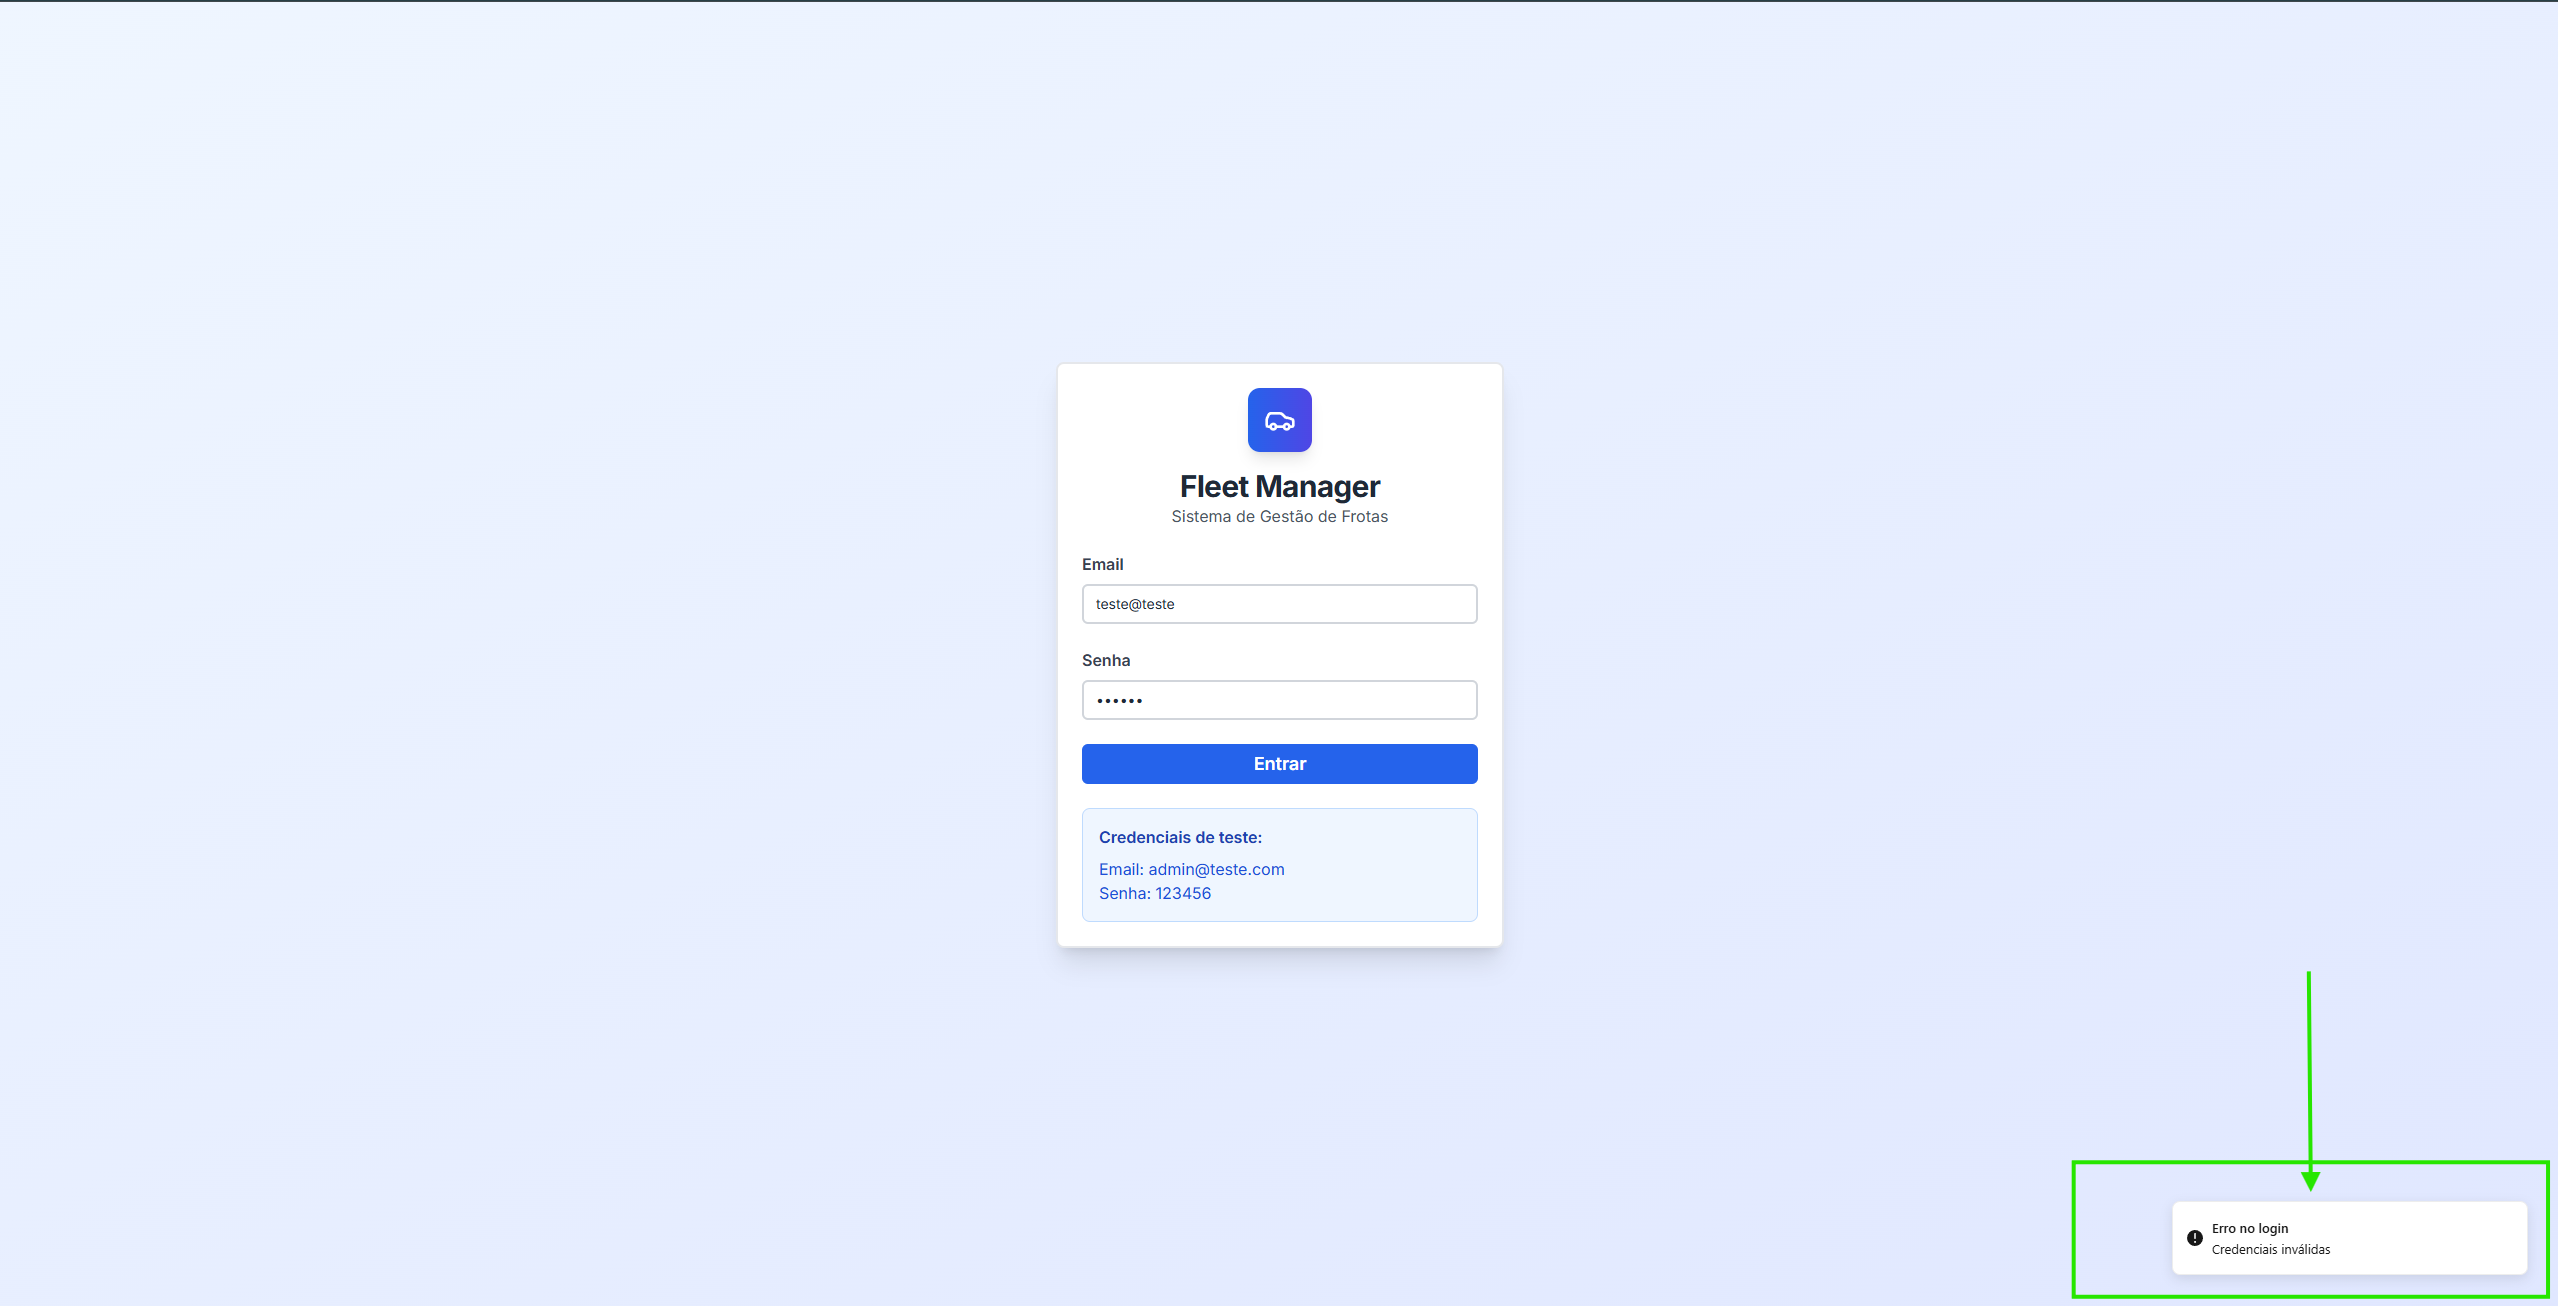 Fleet Manager
Sistema de Gestão de Frotas
Email
teste@teste
Senha
••••••
Entrar
Credenciais de teste:
Email: admin@teste.com
Senha: 123456
Erro no login
Credenciais inválidas